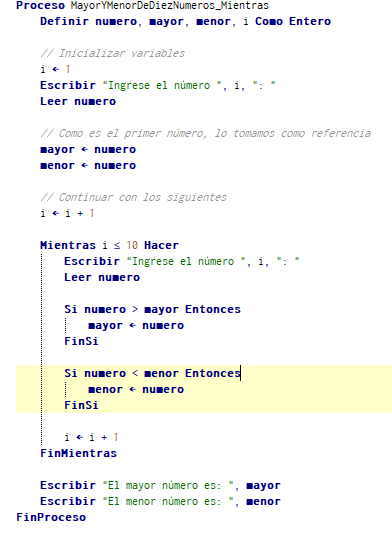 Proceso MayorYMenorDeDiezNumeros_Mientras
Definir numero, mayor, menor, i Como Entero
// Inicializar variables
i ← 1
Escribir "Ingrese el número ", i, ": "
Leer numero
// Como es el primer número, lo tomamos como referencia
mayor ← numero
menor ← numero
// Continuar con los siguientes
i ← i + 1
Mientras i ≤ 10 Hacer
Escribir "Ingrese el número ", i, ": "
Leer numero
Si numero > mayor Entonces
mayor ← numero
FinSi
Si numero < menor Entonces
menor ← numero
FinSi
i ← i + 1
FinMientras
Escribir "El mayor número es: ", mayor
Escribir "El menor número es: ", menor
FinProceso